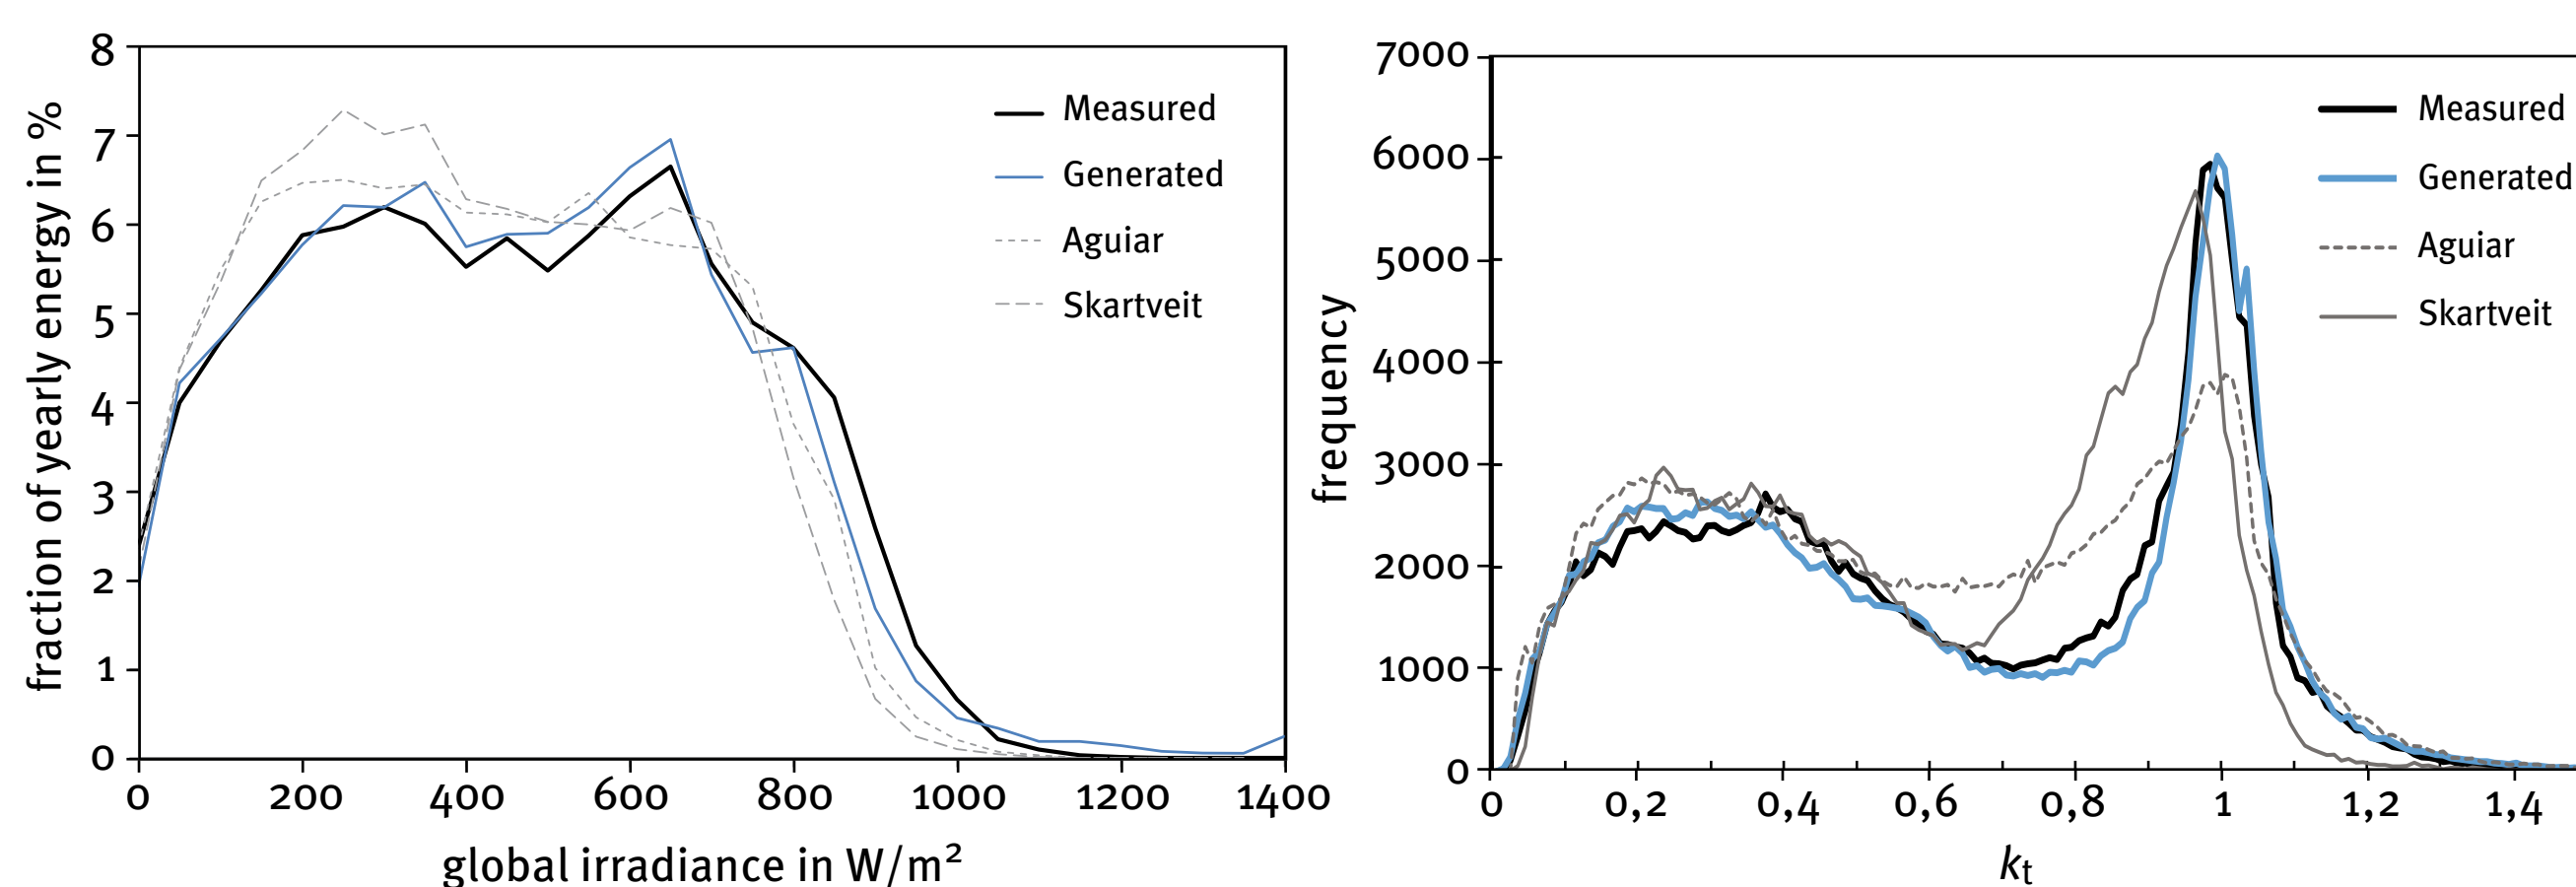 fraction of yearly energy in %
8
7
6
5
4
3
2
1
0
0 200 400 600 800 1000 1200 1400
global irradiance in W/m²
Measured
Generated
Aguiar
Skartveit
frequency
7000
6000
5000
4000
3000
2000
1000
0
0 0,2 0,4 0,6 0,8 1 1,2 1,4
kt
Measured
Generated
Aguiar
Skartveit